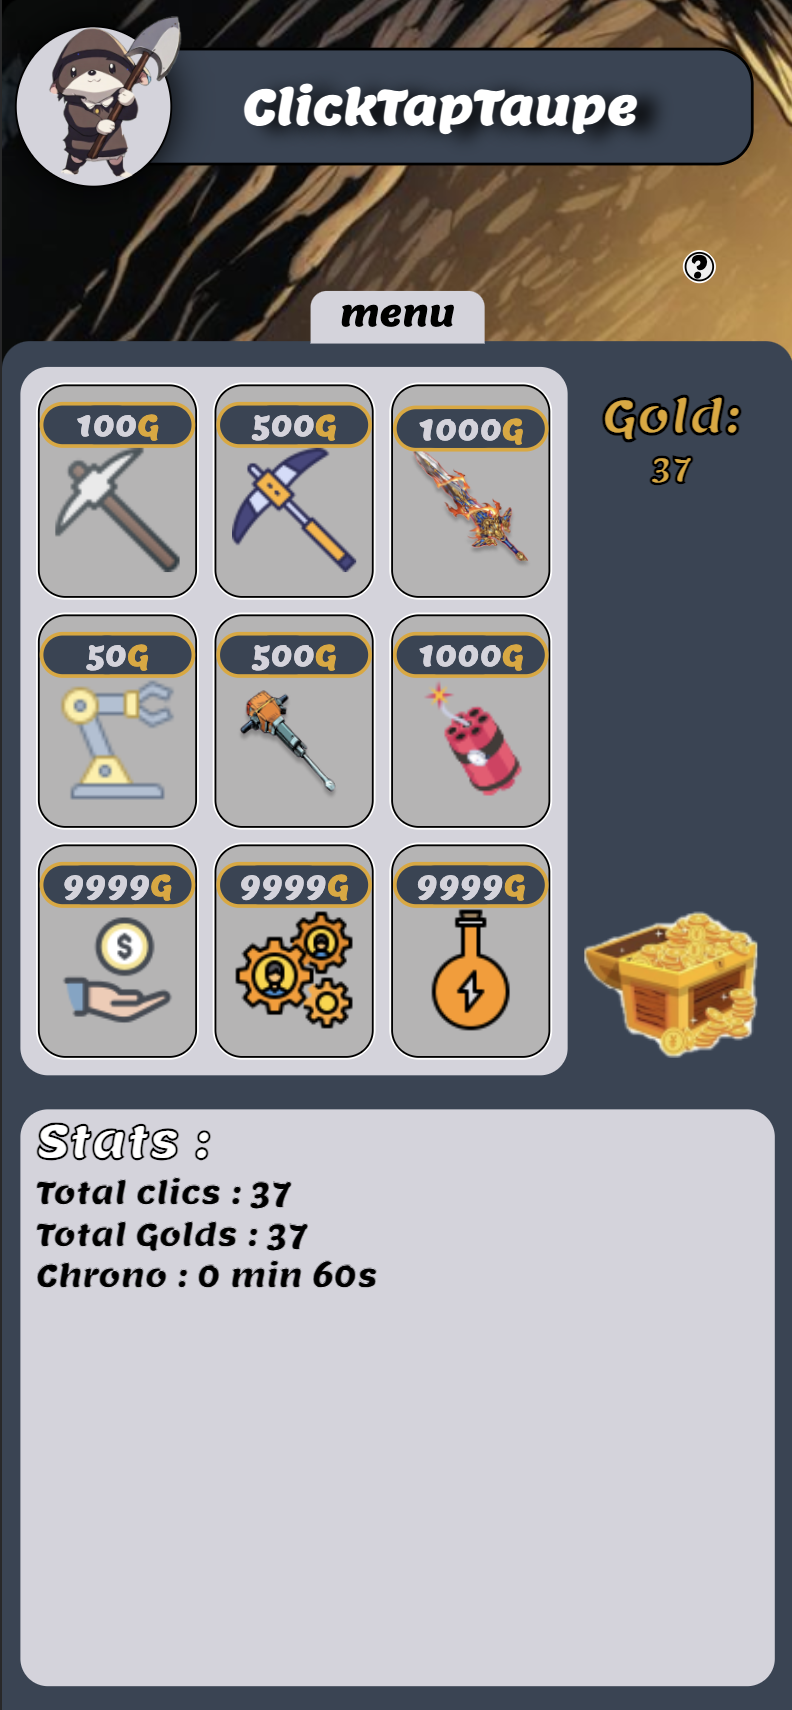 ClickTapTaupe
?
menu
100G
500G
1000G
Gold:
37
50G
500G
1000G
9999G
9999G
9999G
$
Stats :
Total clics : 37
Total Golds : 37
Chrono : 0 min 60s